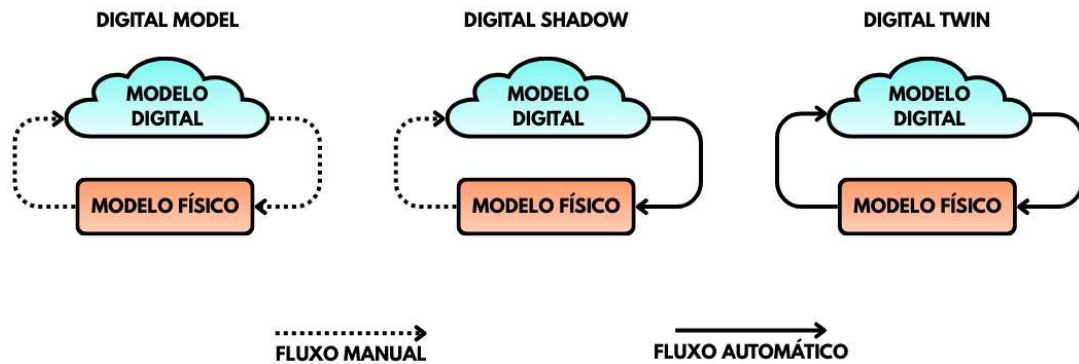 DIGITAL MODEL
DIGITAL SHADOW
DIGITAL TWIN
MODELO
DIGITAL
MODELO FÍSICO
MODELO
DIGITAL
MODELO FÍSICO
MODELO
DIGITAL
MODELO FÍSICO
FLUXO MANUAL
FLUXO AUTOMÁTICO